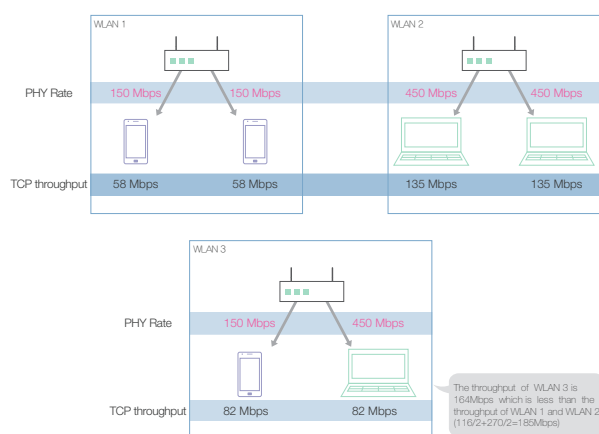 WLAN 1
WLAN 2
PHY Rate 150 Mbps 150 Mbps 450 Mbps 450 Mbps
TCP throughput 58 Mbps 58 Mbps 135 Mbps 135 Mbps
WLAN 3
PHY Rate 150 Mbps 450 Mbps
TCP throughput 82 Mbps 82 Mbps
The throughput of WLAN 3 is
164Mbps which is less than the
throughput of WLAN 1 and WLAN 2
(116/2+270/2=185Mbps)